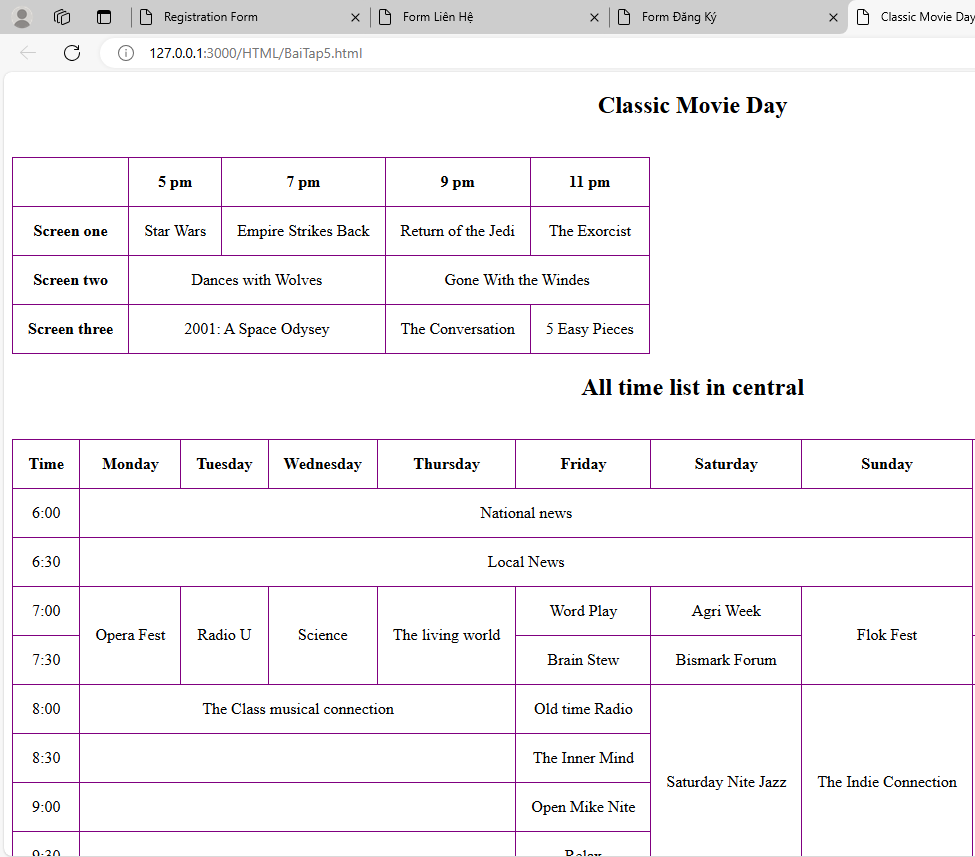 Registration Form
Form Liên Hệ
Form Đăng Ký
Classic Movie Day
127.0.0.1:3000/HTML/BaiTap5.html
Classic Movie Day
5 pm 7 pm 9 pm 11 pm
Screen one Star Wars Empire Strikes Back Return of the Jedi The Exorcist
Screen two Dances with Wolves Gone With the Windes
Screen three 2001: A Space Odysey The Conversation 5 Easy Pieces
All time list in central
Time Monday Tuesday Wednesday Thursday Friday Saturday Sunday
6:00 National news
6:30 Local News
7:00 Word Play Agri Week
Opera Fest Radio U Science The living world Flok Fest
7:30 Brain Stew Bismark Forum
8:00 The Class musical connection Old time Radio
8:30 The Inner Mind
Saturday Nite Jazz The Indie Connection
9:00 Open Mike Nite
9:30 Relax